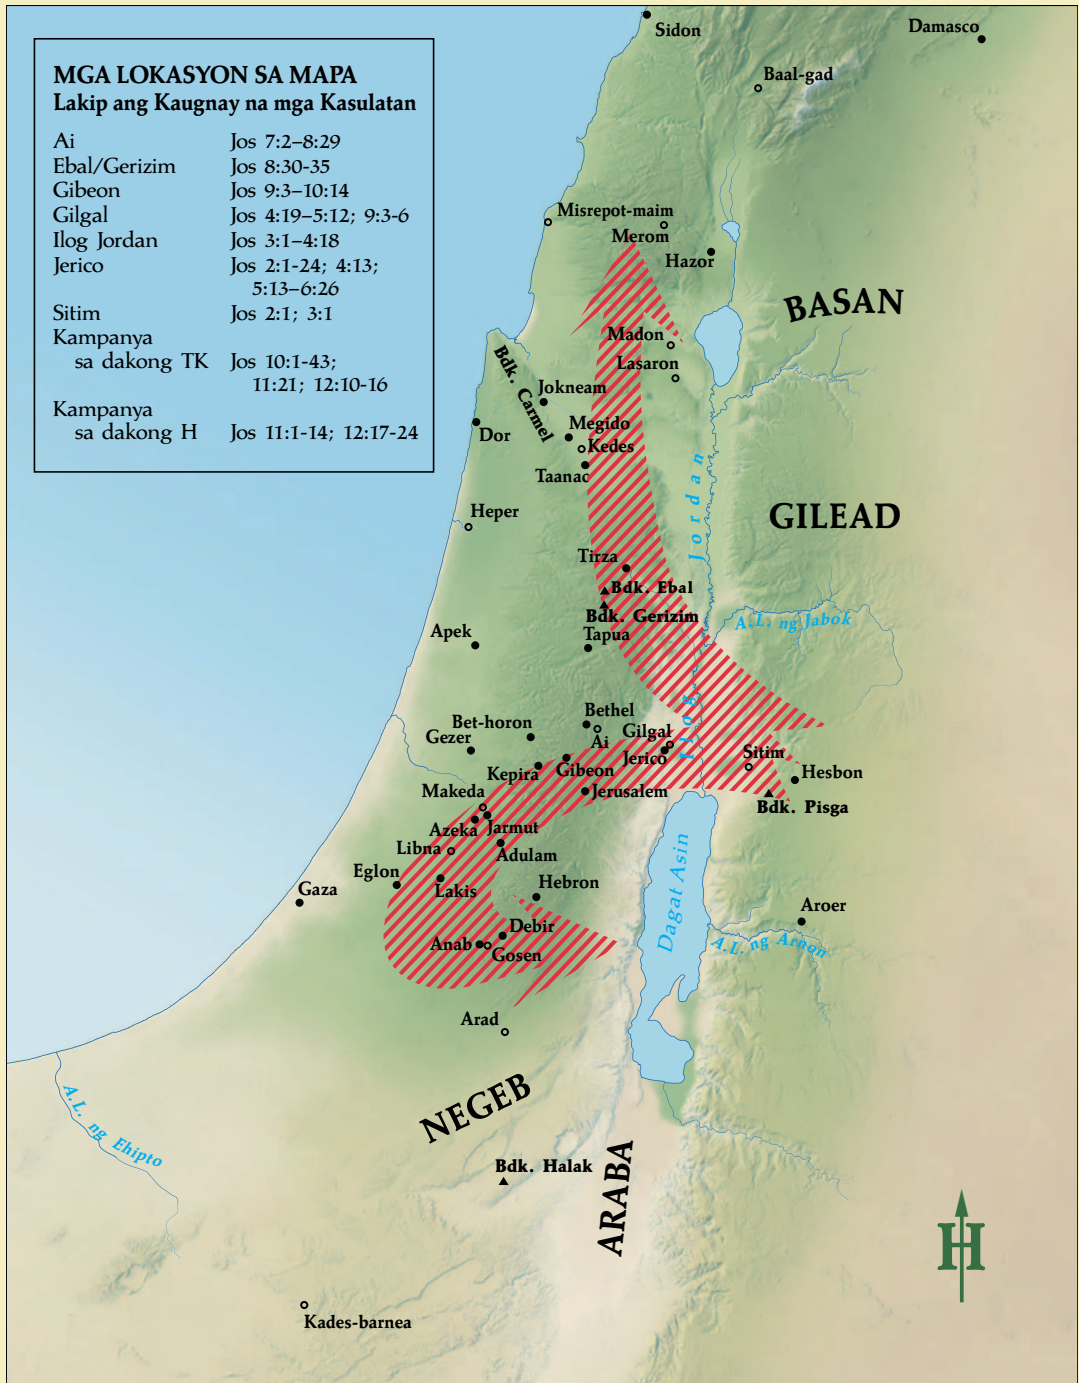 MGA LOKASYON SA MAPA
Lakip ang Kaugnay na mga Kasulatan
Ai Jos 7:2–8:29
Ebal/Gerizim Jos 8:30-35
Gibeon Jos 9:3–10:14
Gilgal Jos 4:19–5:12; 9:3-6
Ilog Jordan Jos 3:1–4:18
Jerico Jos 2:1-24; 4:13;
5:13–6:26
Sitim Jos 2:1; 3:1
Kampanya
sa dakong TK Jos 10:1-43;
11:21; 12:10-16
Kampanya
sa dakong H Jos 11:1-14; 12:17-24
Sidon
Damasco
Baal-gad
Misrepot-maim
Merom
Hazor
BASAN
Madon
Lasaron
Bdk. Carmel
Jokneam
Megido
Dor
Kedes
Taanac
Heper
GILEAD
Ilog Jordan
Tirza
Bdk. Ebal
Bdk. Gerizim
A.L. ng Jabok
Apek
Tapua
Bethel
Bet-horon
Gezer
Ai
Gilgal
Jerico
Sitim
Kepira
Gibeon
Hesbon
Makeda
Jerusalem
Bdk. Pisga
Azeka
Jarmut
Libna
Adulam
Eglon
Lakis
Hebron
Gaza
Dagat Asin
Aroer
Debir
Anab
Gosen
A.L. ng Arnon
Arad
NEGEB
A.L. ng Ehipto
Bdk. Halak
ARABA
H
Kades-barnea